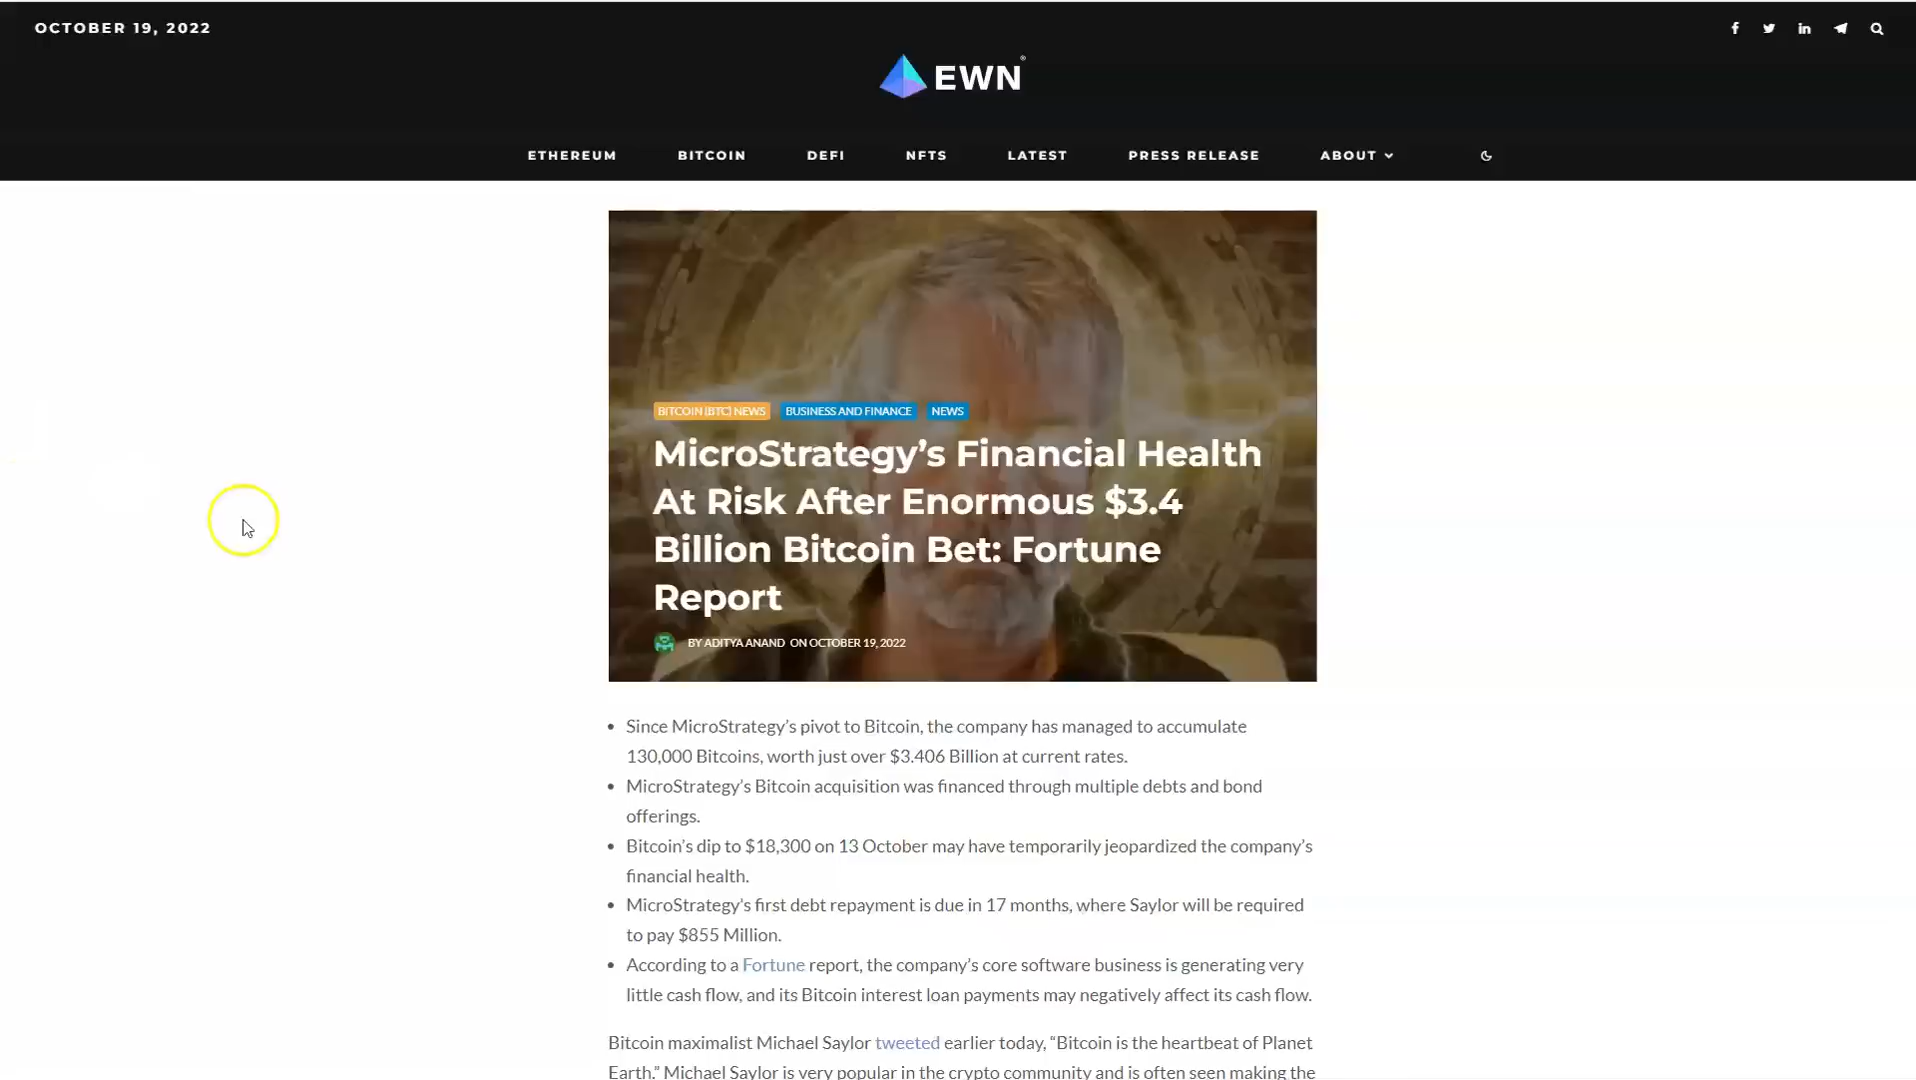 OCTOBER 19, 2022
EWN®
ETHEREUM BITCOIN DEFI NFTS LATEST PRESS RELEASE ABOUT
BITCOIN (BTC) NEWS BUSINESS AND FINANCE NEWS
MicroStrategy’s Financial Health
At Risk After Enormous $3.4
Billion Bitcoin Bet: Fortune
Report
BY ADITYA ANAND ON OCTOBER 19, 2022
• Since MicroStrategy’s pivot to Bitcoin, the company has managed to accumulate
130,000 Bitcoins, worth just over $3.406 Billion at current rates.
• MicroStrategy’s Bitcoin acquisition was financed through multiple debts and bond
offerings.
• Bitcoin’s dip to $18,300 on 13 October may have temporarily jeopardized the company’s
financial health.
• MicroStrategy’s first debt repayment is due in 17 months, where Saylor will be required
to pay $855 Million.
• According to a Fortune report, the company’s core software business is generating very
little cash flow, and its Bitcoin interest loan payments may negatively affect its cash flow.
Bitcoin maximalist Michael Saylor tweeted earlier today, “Bitcoin is the heartbeat of Planet
Earth.” Michael Saylor is very popular in the crypto community and is often seen making the